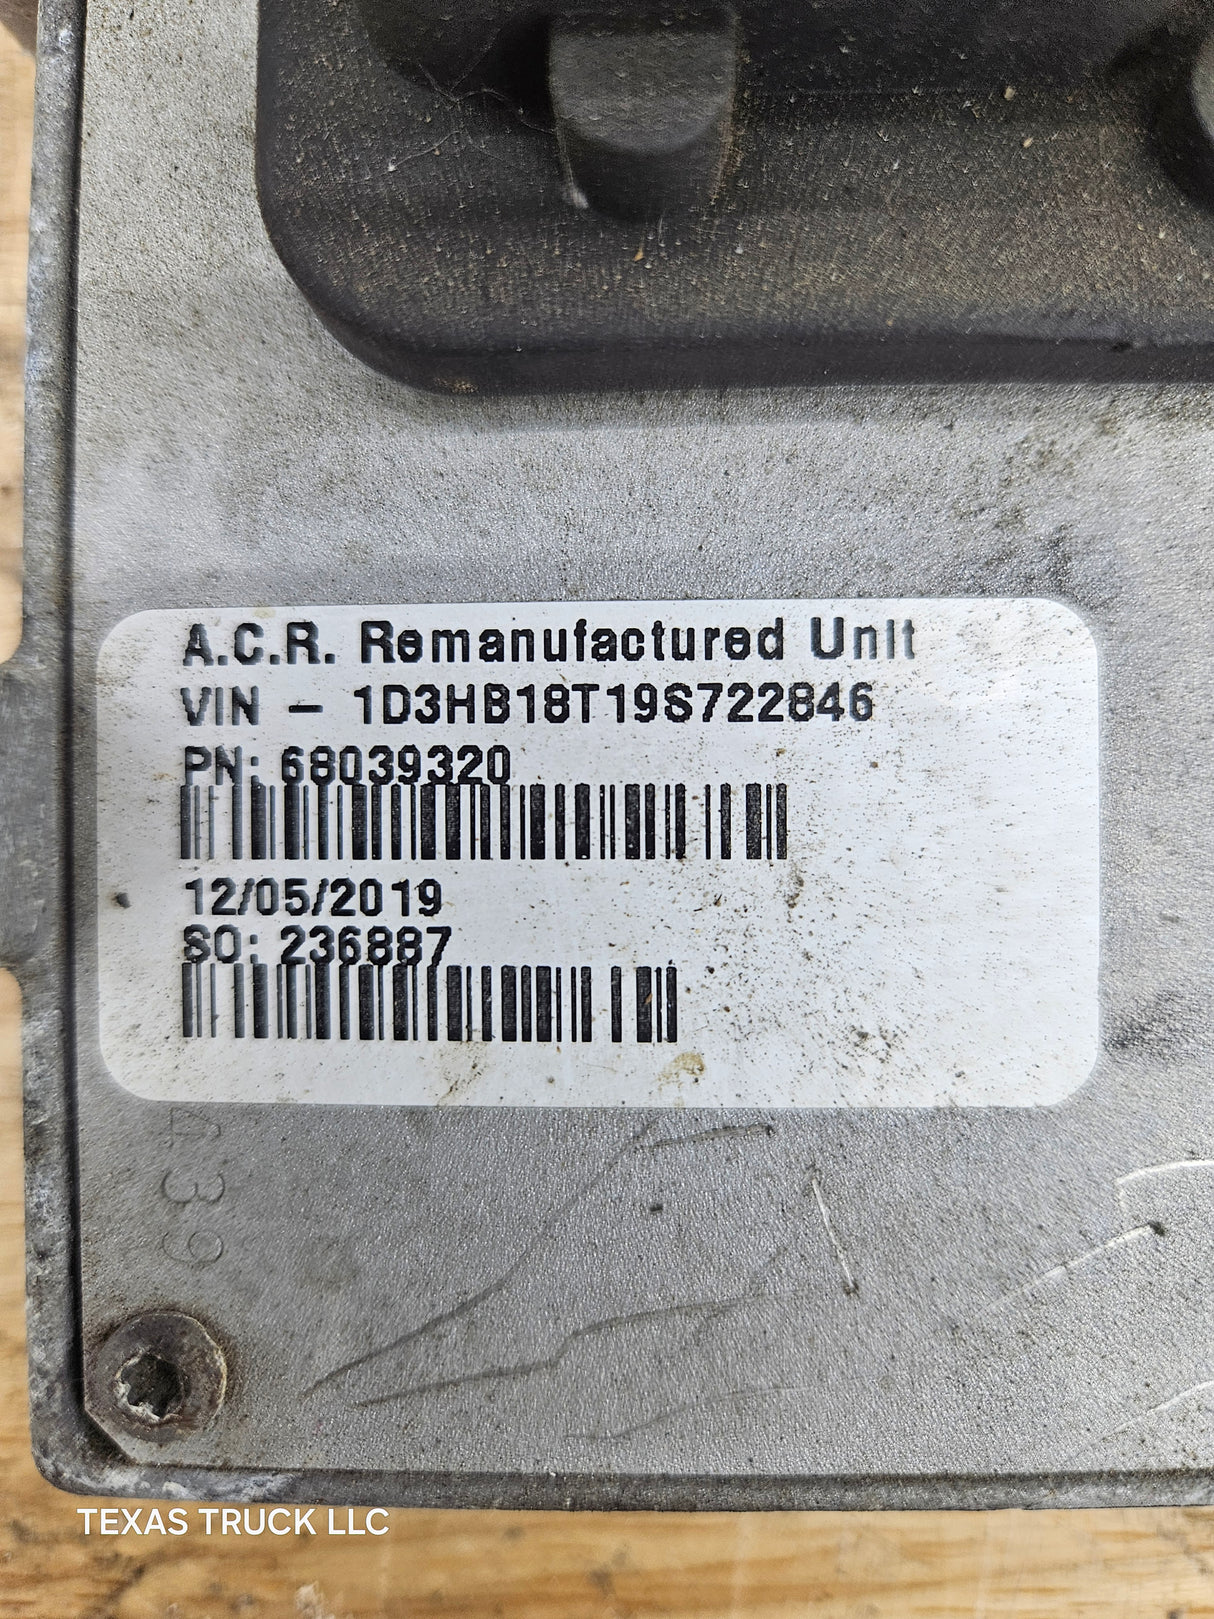 A.C.R. Remanufactured Unit
VIN - 1D3HB18T19S722846
PN: 68039320
12/05/2019
SO: 236887
439
TEXAS TRUCK LLC